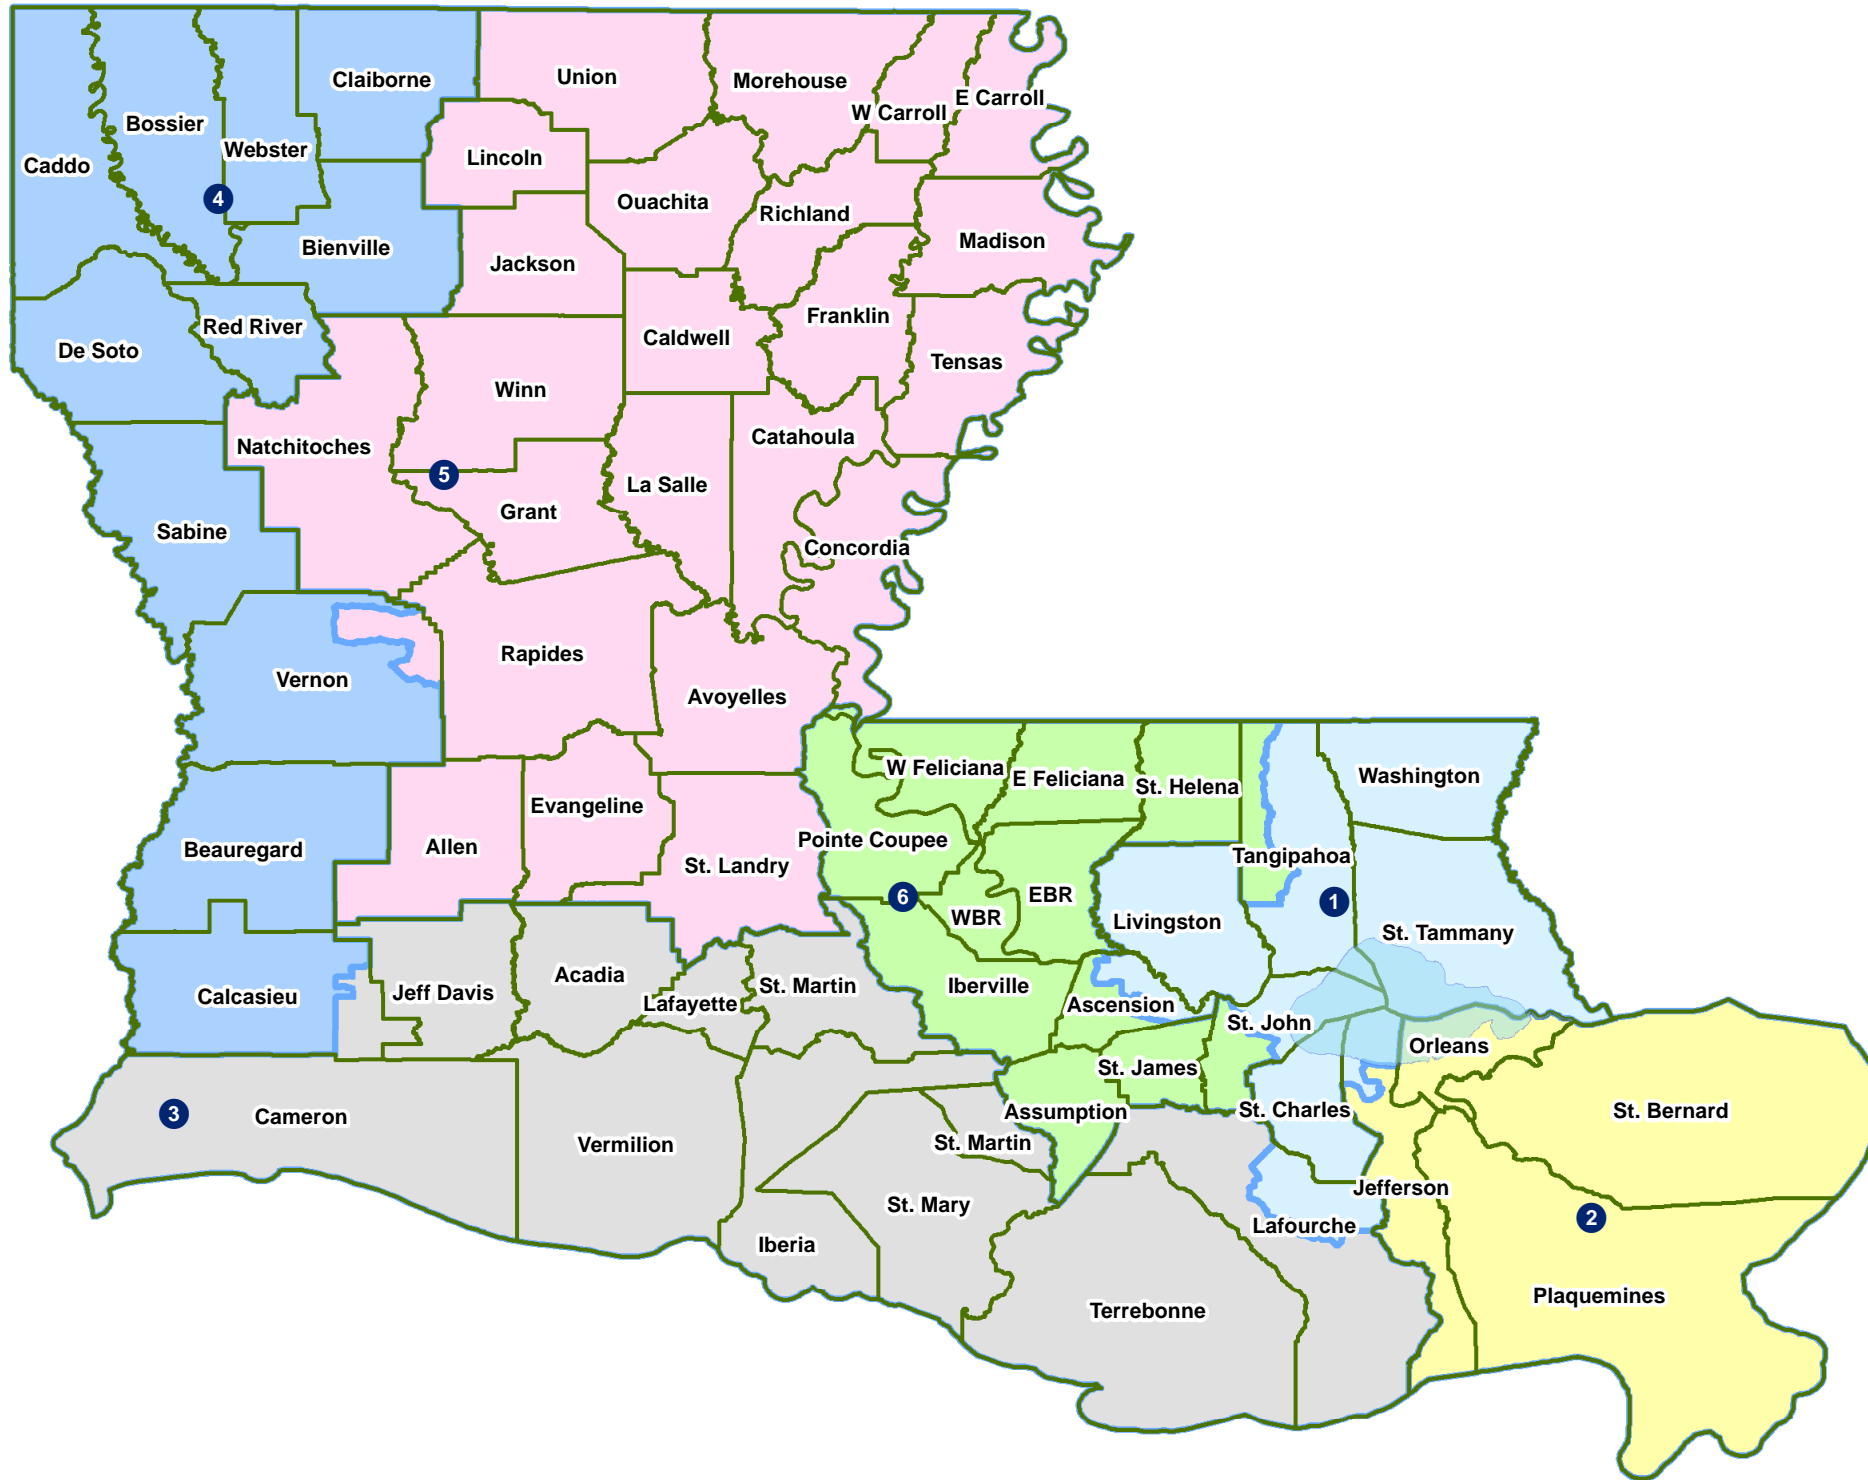 Claiborne
Union
Morehouse
W Carroll
E Carroll
Bossier
Webster
Caddo
Lincoln
4
Ouachita
Richland
Madison
Bienville
Jackson
Red River
Franklin
De Soto
Caldwell
Tensas
Winn
Natchitoches
Catahoula
5
La Salle
Grant
Sabine
Concordia
Rapides
Vernon
Avoyelles
W Feliciana
E Feliciana
St. Helena
Washington
Evangeline
Pointe Coupee
Allen
Beauregard
Tangipahoa
St. Landry
6
EBR
1
WBR
Livingston
St. Tammany
Acadia
St. Martin
Iberville
Jeff Davis
Calcasieu
Lafayette
Ascension
St. John
Orleans
St. James
3
Cameron
Assumption
St. Charles
St. Bernard
Vermilion
St. Martin
Jefferson
St. Mary
2
Lafourche
Iberia
Plaquemines
Terrebonne